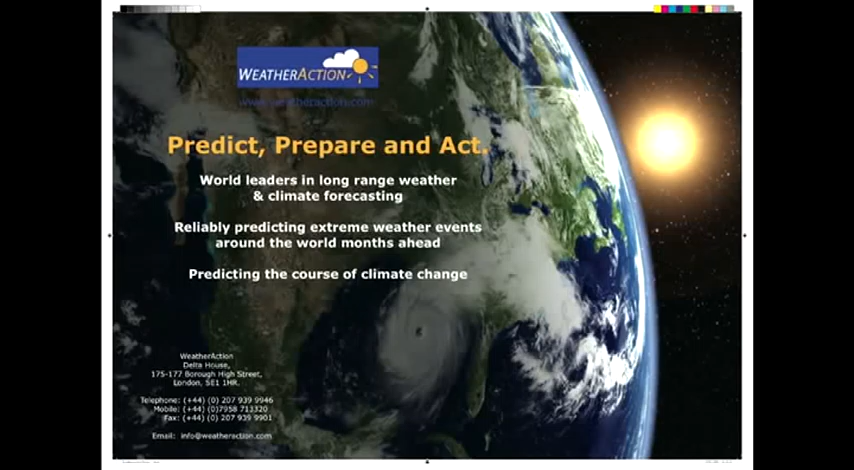 WEATHERACTION
www.weatheraction.com
Predict, Prepare and Act.
World leaders in long range weather
& climate forecasting
Reliably predicting extreme weather events
around the world months ahead
Predicting the course of climate change
WeatherAction
Delta House,
175-177 Borough High Street,
London, SE1 1HR.
Telephone: (+44) (0) 207 939 9946
Mobile: (+44) (0)7958 713320
Fax: (+44) (0) 207 939 9901
Email: info@weatheraction.com